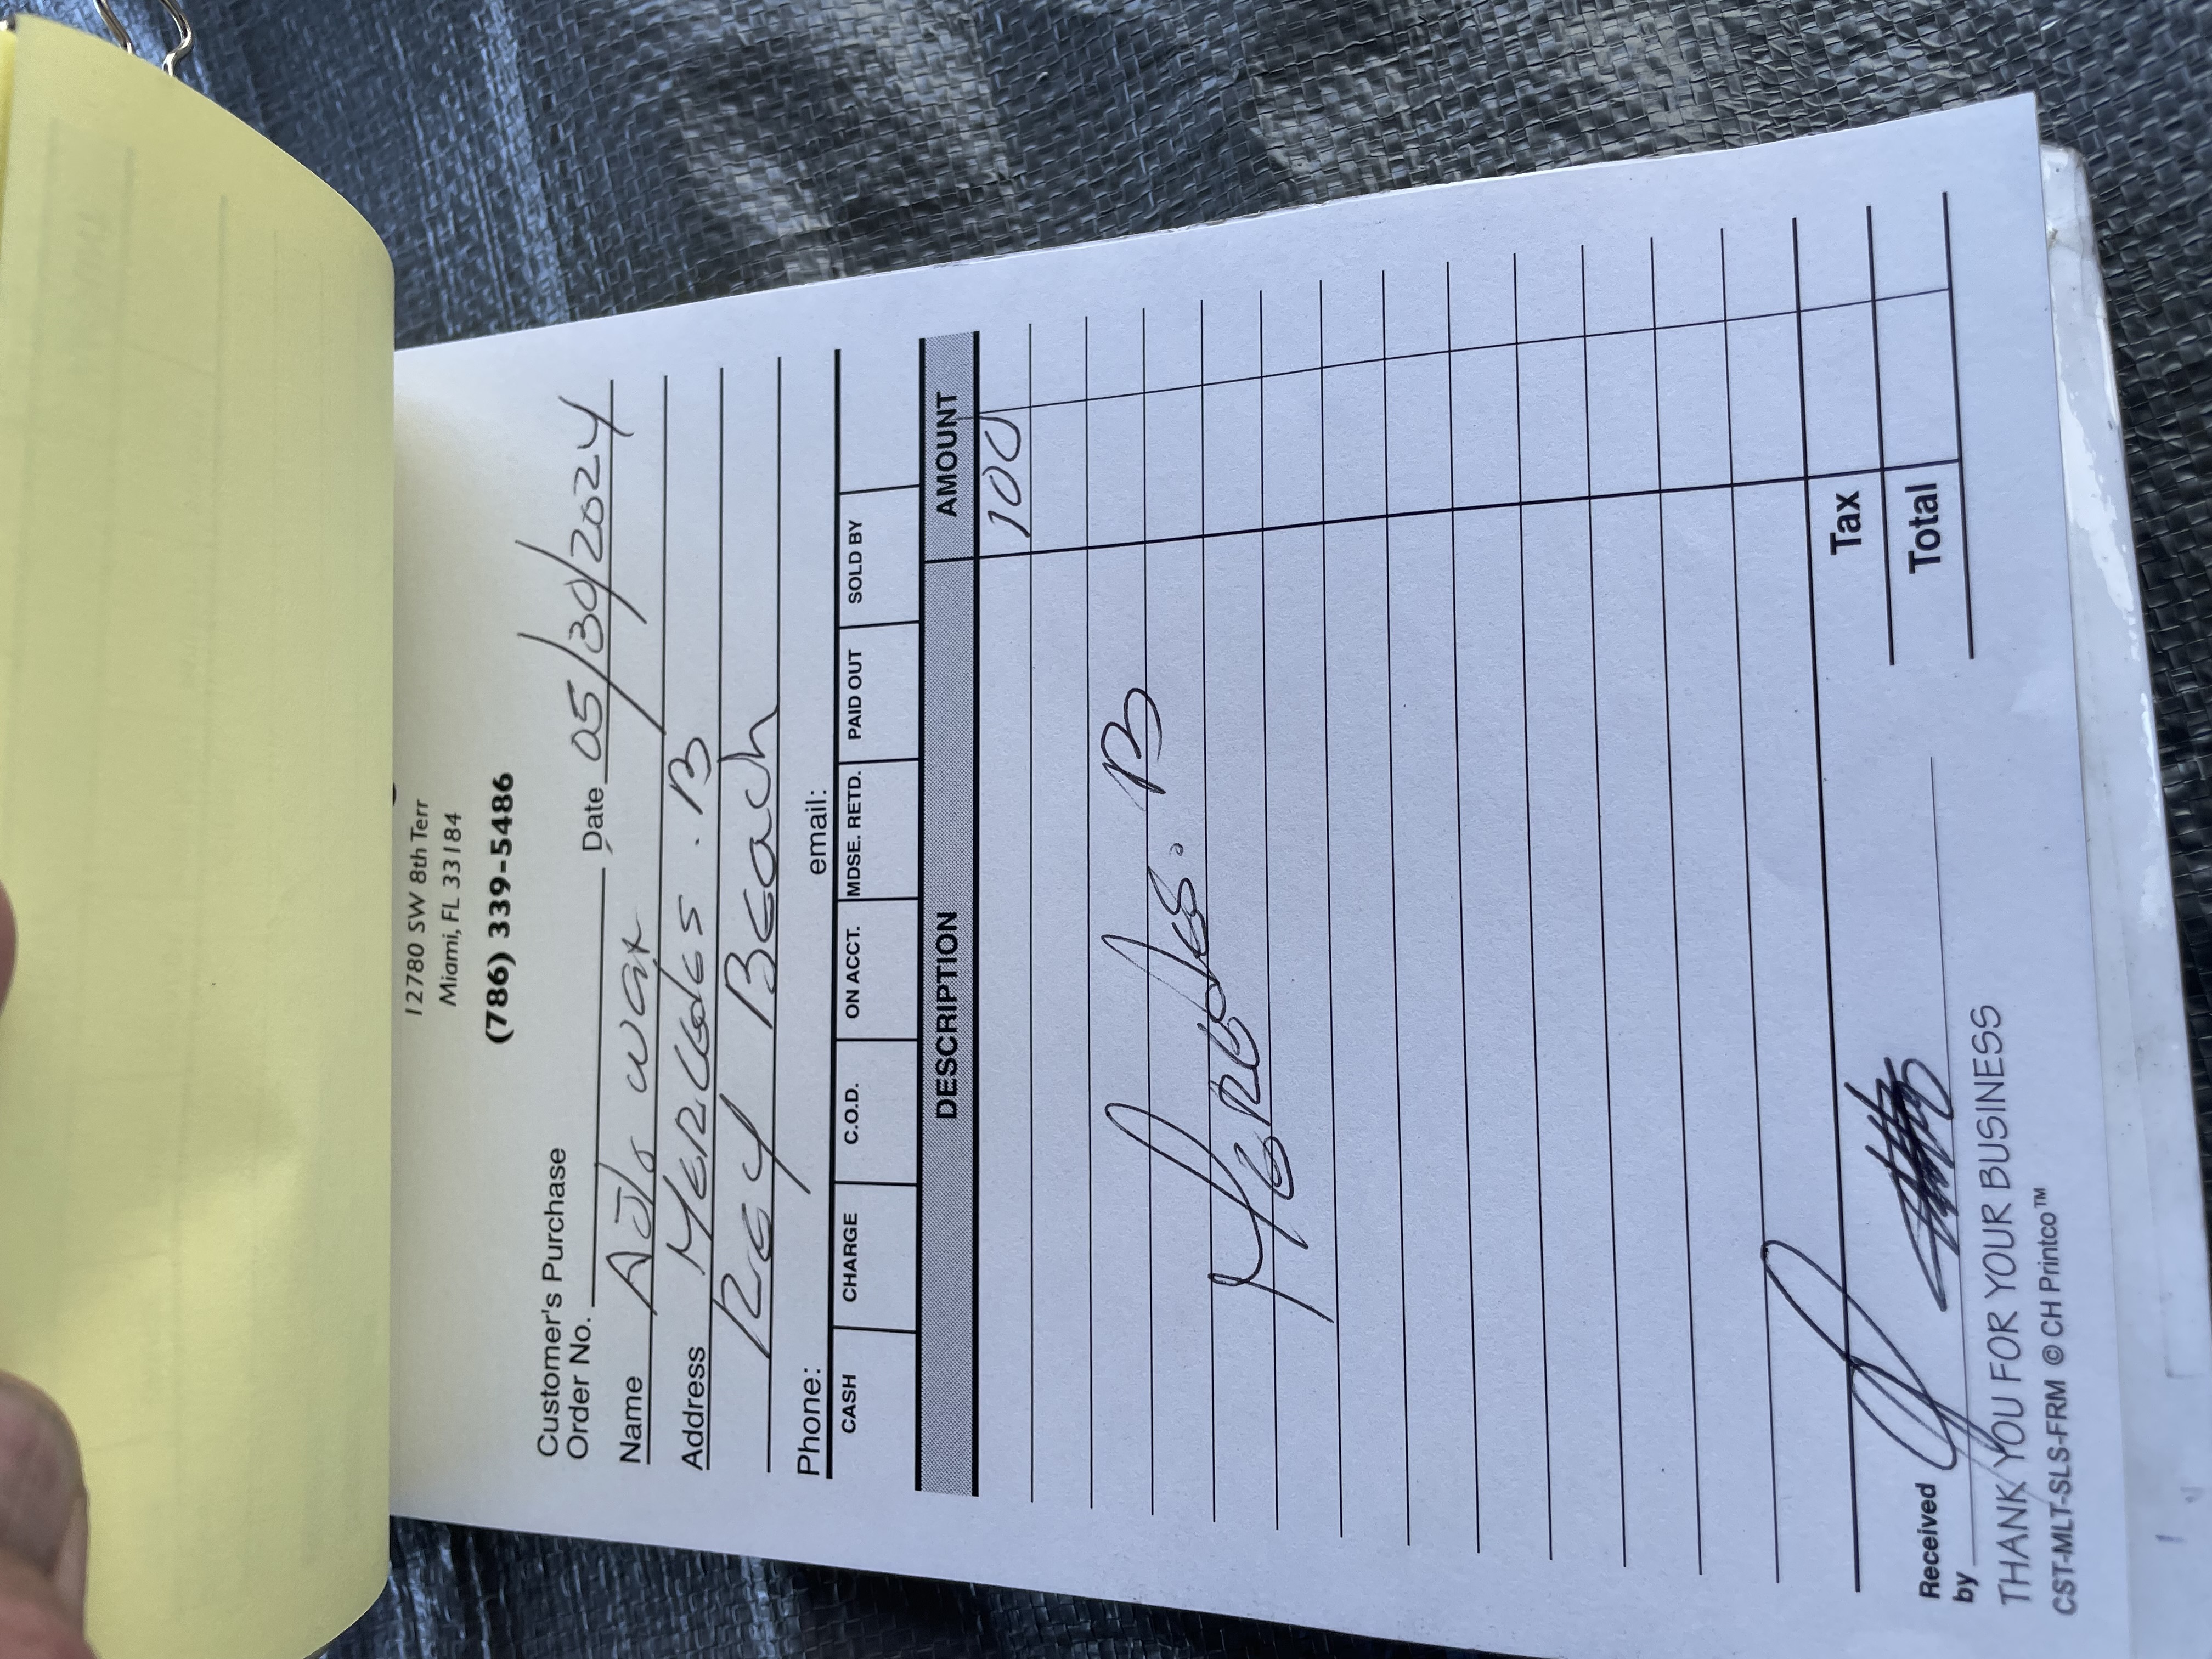 12780 SW 8th Terr
Miami, FL 33184
(786) 339-5486
Customer's Purchase
Order No. Date 05/30/2024
Name AJO WAX
Address MERCEDES . B
REY BEACH
Phone: email:
CASH CHARGE C.O.D. ON ACCT. MDSE. RETD. PAID OUT SOLD BY
DESCRIPTION AMOUNT
100
MERCEDES. B
Tax
Total
Received
by
THANK YOU FOR YOUR BUSINESS
CST-MLT-SLS-FRM © CH Printco™